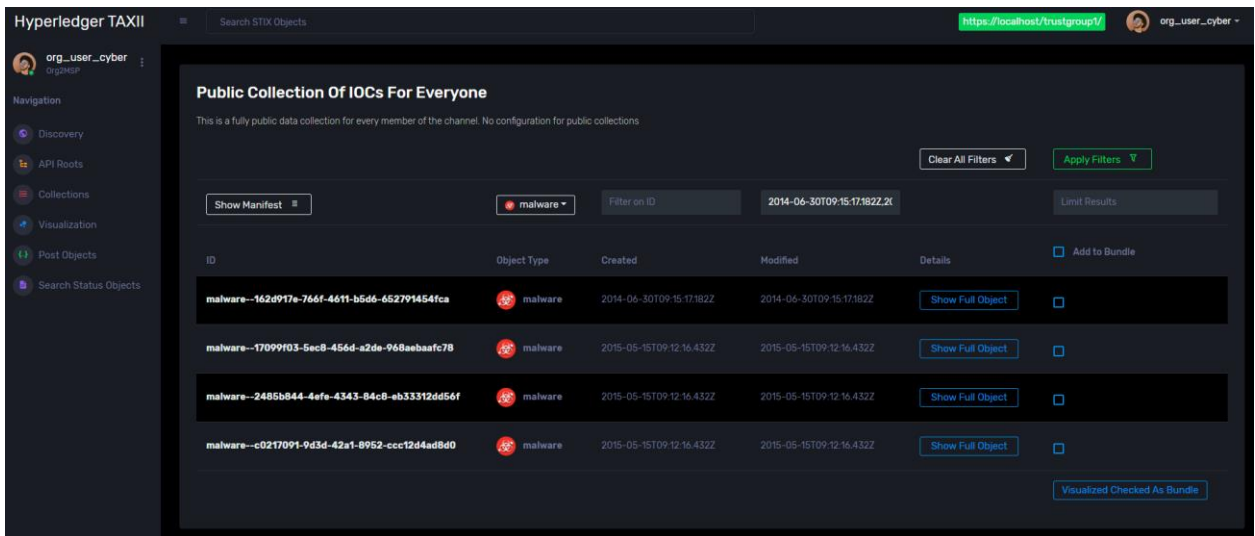 Hyperledger TAXII
Search STIX Objects
https://localhost/trustgroup1/
org_user_cyber
org_user_cyber
Org2MSP
Navigation
Discovery
API Roots
Collections
Visualization
Post Objects
Search Status Objects
Public Collection Of IOCs For Everyone
This is a fully public data collection for every member of the channel. No configuration for public collections
Clear All Filters
Apply Filters
Show Manifest
malware
Filter on ID
2014-06-30T09:15:17.182Z,20
Limit Results
ID Object Type Created Modified Details Add to Bundle
malware--162d917e-766f-4611-b5d6-652791454fca malware 2014-06-30T09:15:17.182Z 2014-06-30T09:15:17.182Z Show Full Object
malware--17099f03-5ec8-456d-a2de-968aebaafc78 malware 2015-05-15T09:12:16.432Z 2015-05-15T09:12:16.432Z Show Full Object
malware--2485b844-4efe-4343-84c8-eb33312dd56f malware 2015-05-15T09:12:16.432Z 2015-05-15T09:12:16.432Z Show Full Object
malware--c0217091-9d3d-42a1-8952-ccc12d4ad8d0 malware 2015-05-15T09:12:16.432Z 2015-05-15T09:12:16.432Z Show Full Object
Visualized Checked As Bundle